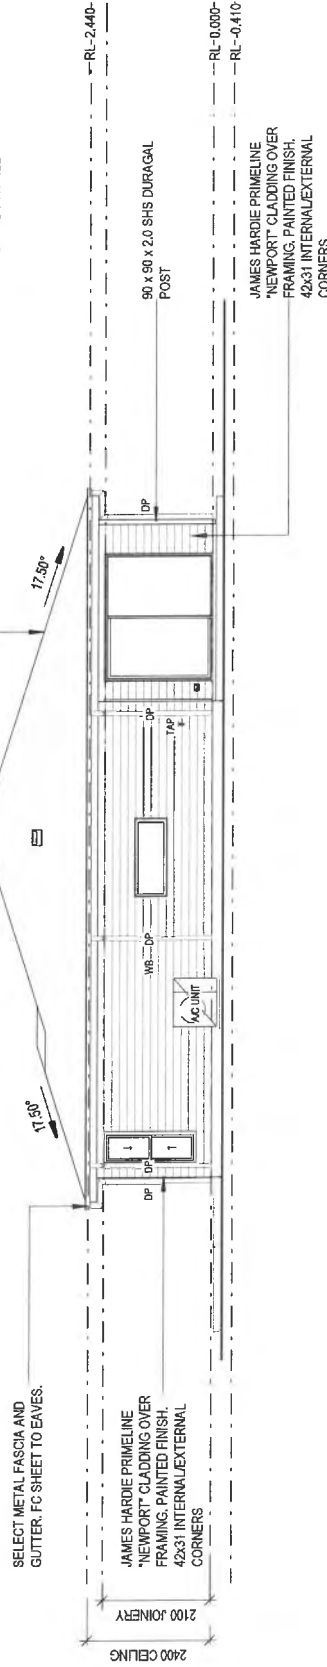 SELECT METAL FASCIA AND
GUTTER. FC SHEET TO EAVES.
17.50°
17.50°
RL-2.440
RL-0.000
RL-0.410
90 x 90 x 2.0 SHS DURAGAL
POST
JAMES HARDIE PRIMELINE
"NEWPORT" CLADDING OVER
FRAMING. PAINTED FINISH.
42x31 INTERNAL/EXTERNAL
CORNERS
JAMES HARDIE PRIMELINE
"NEWPORT" CLADDING OVER
FRAMING. PAINTED FINISH.
42x31 INTERNAL/EXTERNAL
CORNERS
2400 CEILING
2100 JOINERY
DP
DP
WB
DP
A/C UNIT
DP
TAP
DP